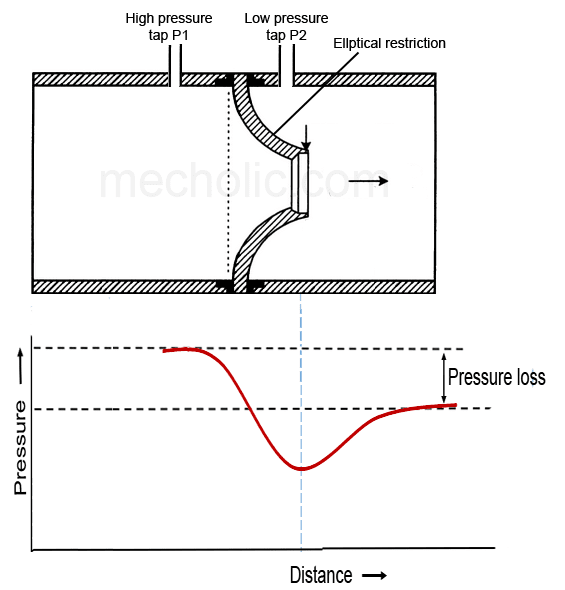 High pressure
tap P1
Low pressure
tap P2
Ellptical restriction
mecholic.com
Pressure loss
Pressure
Distance